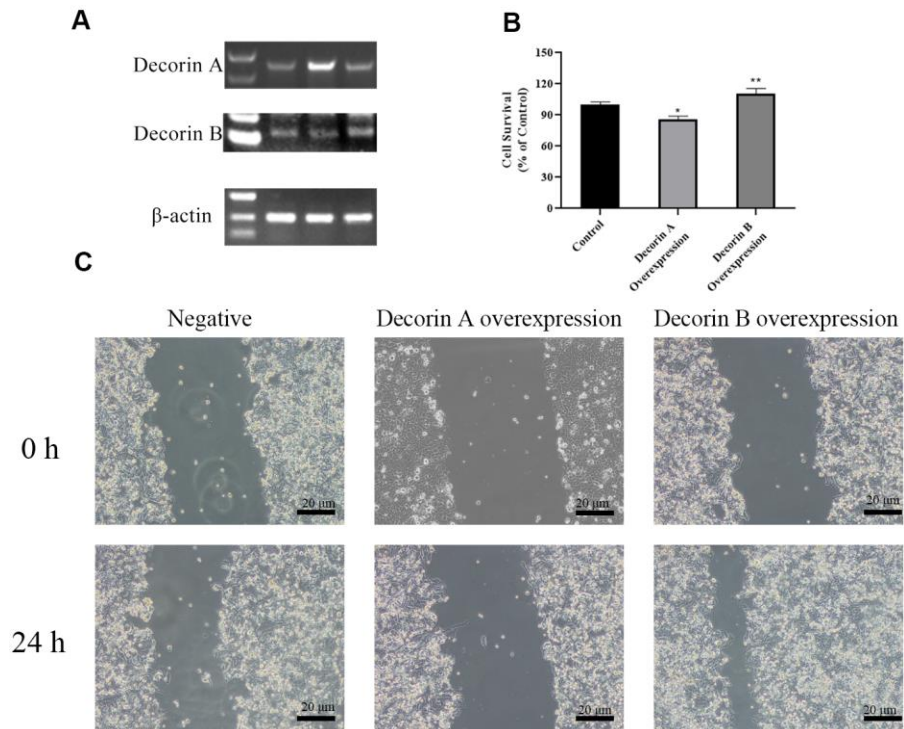 A
Decorin A
Decorin B
β-actin
B
Cell Survival
(% of Control)
150
120
90
60
30
0
*
**
Control
Decorin A
Overexpression
Decorin B
Overexpression
C
Negative
Decorin A overexpression
Decorin B overexpression
0 h
20 μm
20 μm
20 μm
24 h
20 μm
20 μm
20 μm